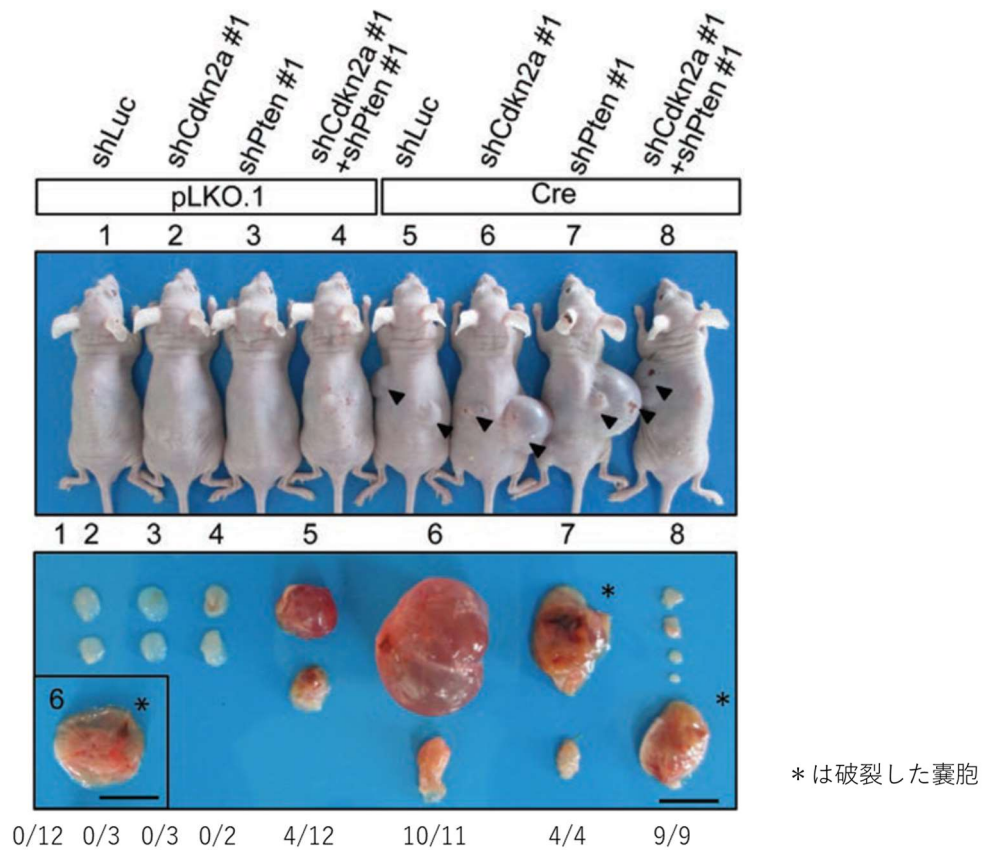 shLuc
shCdkn2a #1
shPten #1
shCdkn2a #1
+shPten #1
shLuc
shCdkn2a #1
shPten #1
shCdkn2a #1
+shPten #1
pLKO.1 Cre
1 2 3 4 5 6 7 8
1 2 3 4 5 6 7 8
*
6 *
*
*は破裂した嚢胞
0/12 0/3 0/3 0/2 4/12 10/11 4/4 9/9